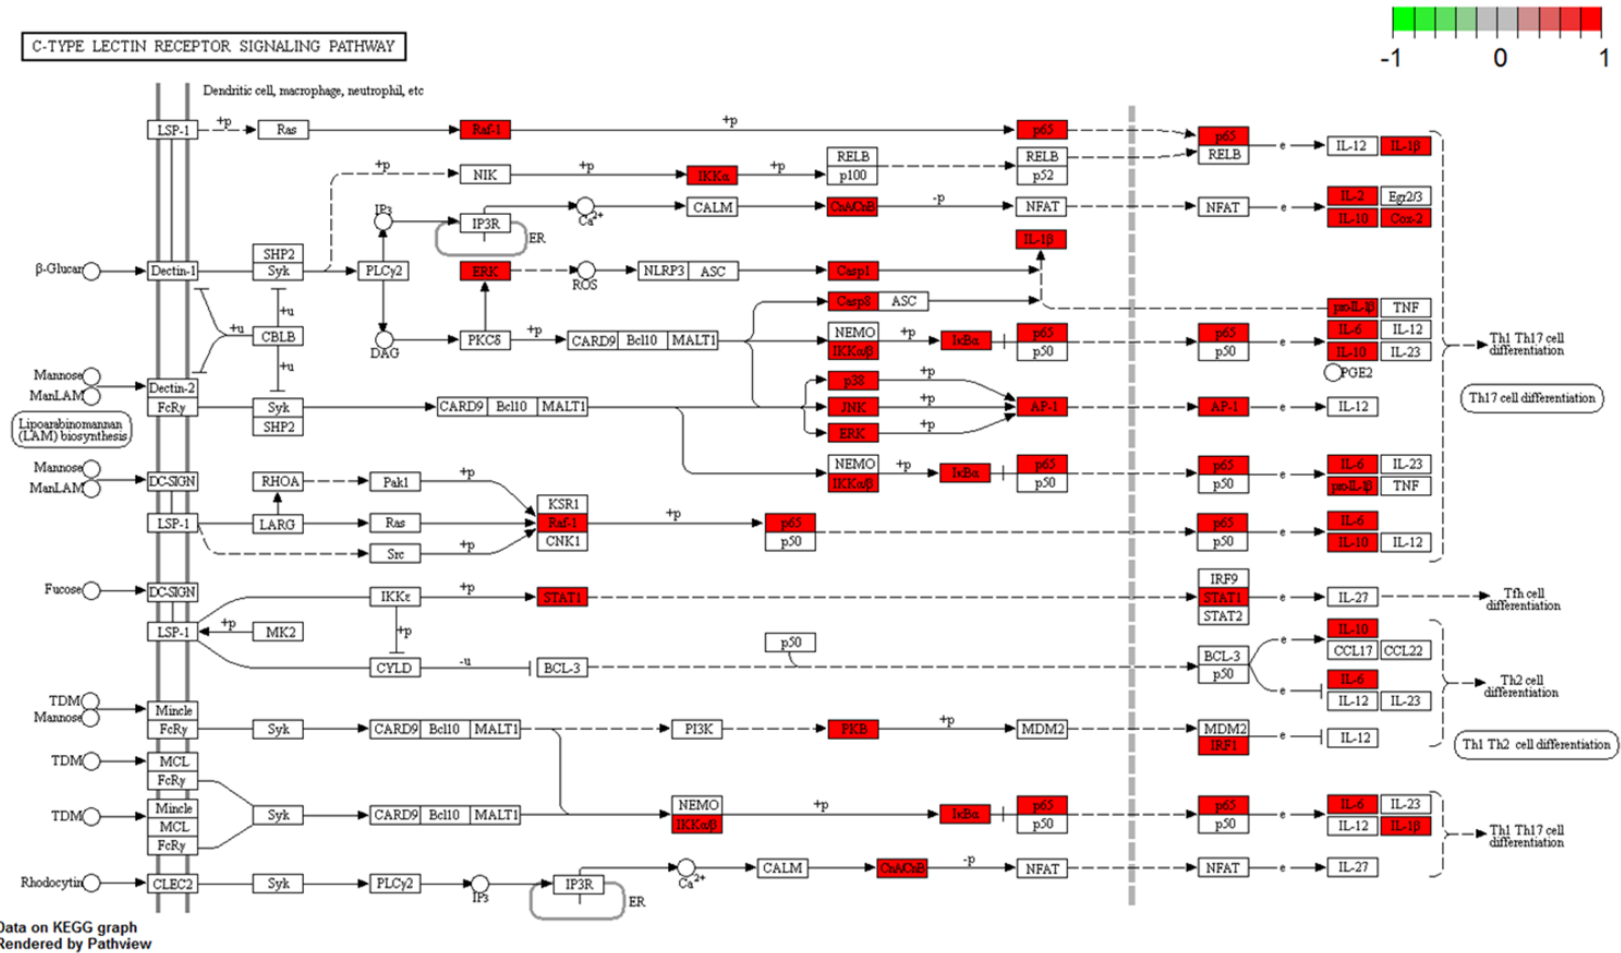 -1 0 1
C-TYPE LECTIN RECEPTOR SIGNALING PATHWAY
Dendritic cell, macrophage, neutrophil, etc
LSP-1 +p Ras Raf-1 +p p65 p65 RELB e IL-12 IL-1β
+p NIK +p IKKα +p RELB p100 RELB p52
IP3 IP3R ER Ca2+ CALM CnA/CnB -p NFAT NFAT e IL-2 Egr2/3
IL-10 Cox-2
IL-1β
β-Glucan Dectin-1 SHP2 Syk PLCγ2 ERK ROS NLRP3 ASC Casp1
Casp8 ASC pro-IL-1β TNF
+u +u CBLB DAG PKCδ +p CARD9 Bcl10 MALT1 NEMO IKKα/β +p IκBα p65 p50 p65 p50 e IL-6 IL-12
IL-10 IL-23
PGE2
Th1 Th17 cell
differentiation
+u
Mannose
ManLAM
Dectin-2
FcRγ Syk SHP2 CARD9 Bcl10 MALT1 p38 +p
JNK +p AP-1 AP-1 e IL-12
ERK +p
Th17 cell differentiation
Lipoarabinomannan
(LAM) biosynthesis
Mannose
ManLAM
DC-SIGN RHOA Pak1 +p NEMO IKKα/β +p IκBα p65 p50 p65 p50 e IL-6 IL-23
pro-IL-1β TNF
LSP-1 LARG Ras KSR1 Raf-1 CNK1 +p p65 p50 p65 p50 e IL-6
IL-10 IL-12
Src +p
Fucose DC-SIGN IKKε +p STAT1 IRF9 STAT1 STAT2 e IL-27 Tfh cell
differentiation
LSP-1 +p MK2 +p p50 IL-10
CCL17 CCL22
CYLD -u BCL-3 BCL-3 p50 e e IL-6
IL-12 IL-23
Th2 cell
differentiation
TDM
Mannose
Mincle
FcRγ Syk CARD9 Bcl10 MALT1 PI3K PKB +p MDM2 MDM2 IRF1 e IL-12
Th1 Th2 cell differentiation
TDM MCL
FcRγ
TDM Mincle
MCL
FcRγ
Syk CARD9 Bcl10 MALT1 NEMO IKKα/β +p IκBα p65 p50 p65 p50 e IL-6 IL-23
IL-12 IL-1β
Th1 Th17 cell
differentiation
Rhodocytin CLEC2 Syk PLCγ2 IP3 IP3R ER Ca2+ CALM CnA/CnB -p NFAT NFAT e IL-27
Data on KEGG graph
Rendered by Pathview